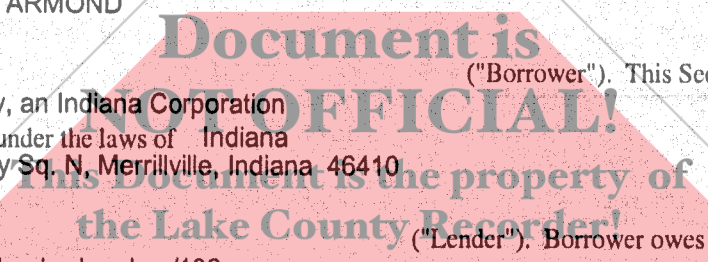 ARMOND
Document is
("Borrower"). This Sec
y, an Indiana Corporation
NOT OFFICIAL!
under the laws of Indiana
y Sq. N, Merrillville, Indiana 46410
This Document is the property of
the Lake County Recorder!
("Lender"). Borrower owes